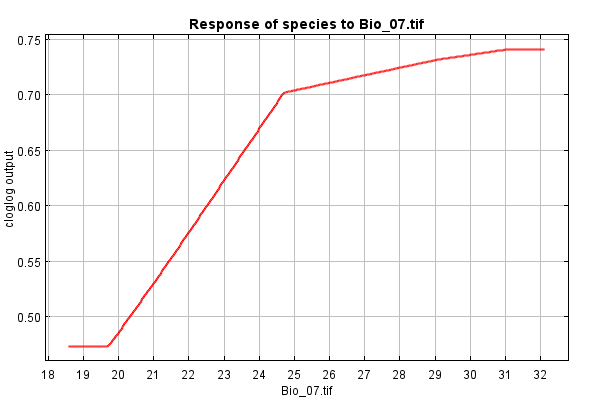 Response of species to Bio_07.tif
0.75
0.70
0.65
0.60
0.55
0.50
cloglog output
18 19 20 21 22 23 24 25 26 27 28 29 30 31 32
Bio_07.tif